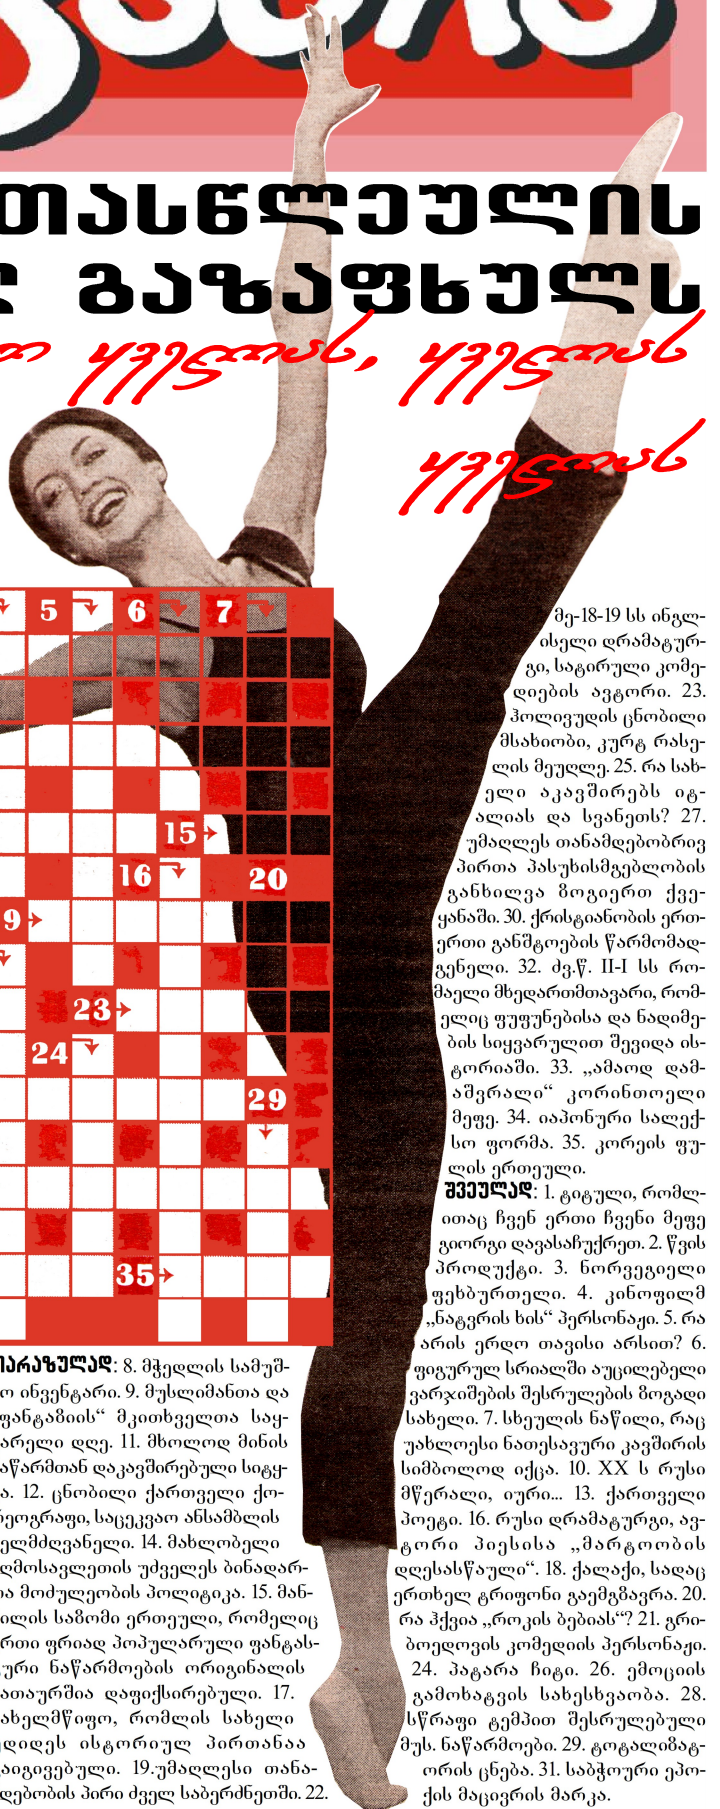 თასწლეულის
გაზაფხულს
ყველას, ყველას
ყველას
5 6 7
15
16 20
9
23
24
29
35
მე-18-19 სს ინგლ-
ისელი დრამატურ-
გი, სატირული კომე-
დიების ავტორი. 23.
ჰოლივუდის ცნობილი
მსახიობი, კურტ რასე-
ლის მეუღლე. 25. რა სახ-
ელი აკავშირებს იტ-
ალიას და სვანეთს? 27.
უმაღლეს თანამდებობრივ
პირთა პასუხისმგებლობის
განხილვა ზოგიერთ ქვე-
ყანაში. 30. ქრისტიანობის ერთ-
ერთი განშტოების წარმომად-
გენელი. 32. ძვ.წ. II-I სს რო-
მაელი მხედართმთავარი, რომ-
ელიც ფუფუნებისა და ნადიმე-
ბის სიყვარულით შევიდა ის-
ტორიაში. 33. „ამაოდ დამ-
აშვრალი“ კორინთოელი
მეფე. 34. იაპონური სალექ-
სო ფორმა. 35. კორეის ფუ-
ლის ერთეული.
შვეულად: 1. ტიტული, რომლ-
ითაც ჩვენ ერთი ჩვენი მეფე
გიორგი დავასაჩუქრეთ. 2. წვის
პროდუქტი. 3. ნორვეგიელი
ფეხბურთელი. 4. კინოფილმ
„ნატვრის ხის“ პერსონაჟი. 5. რა
არის ერდო თავისი არსით? 6.
ფიგურულ სრიალში აუცილებელი
ვარჯიშების შესრულების ზოგადი
სახელი. 7. სხეულის ნაწილი, რაც
უახლოესი ნათესავური კავშირის
სიმბოლოდ იქცა. 10. XX ს რუსი
მწერალი, იური... 13. ქართველი
პოეტი. 16. რუსი დრამატურგი, ავ-
ტორი პიესისა „მარტოობის
დღესასწაული“. 18. ქალაქი, სადაც
ერთხელ ტრიფონი გაემგზავრა. 20.
რა ჰქვია „როკის ბებიას“? 21. გრი-
ბოედოვის კომედიის პერსონაჟი.
24. პატარა ჩიტი. 26. ემოციის
გამოხატვის სახესხვაობა. 28.
სწრაფი ტემპით შესრულებული
მუს. ნაწარმოები. 29. ტოტალიზატ-
ორის ცნება. 31. საბჭოური ეპო-
ქის მაცივრის მარკა.
თარაზულად: 8. მჭედლის სამუშ-
ო ინვენტარი. 9. მუსლიმანთა და
ფანტაზიის“ მკითხველთა საყ-
არელი დღე. 11. მხოლოდ მინის
აწარმთან დაკავშირებული სიტყ-
ა. 12. ცნობილი ქართველი ქო-
რეოგრაფი, საცეკვაო ანსამბლის
ელმძღვანელი. 14. მახლობელი
ღმოსავლეთის უძველეს ბინადარ-
თა მოძულეობის პოლიტიკა. 15. მან-
ილის საზომი ერთეული, რომელიც
რთი ფრიად პოპულარული ფანტას-
ური ნაწარმოების ორიგინალის
ათაურშია დაფიქსირებული. 17.
ახელმწიფო, რომლის სახელი
დიდეს ისტორიულ პირთანაა
აიგივებული. 19.უმაღლესი თანა-
დებობის პირი ძველ საბერძნეთში. 22.